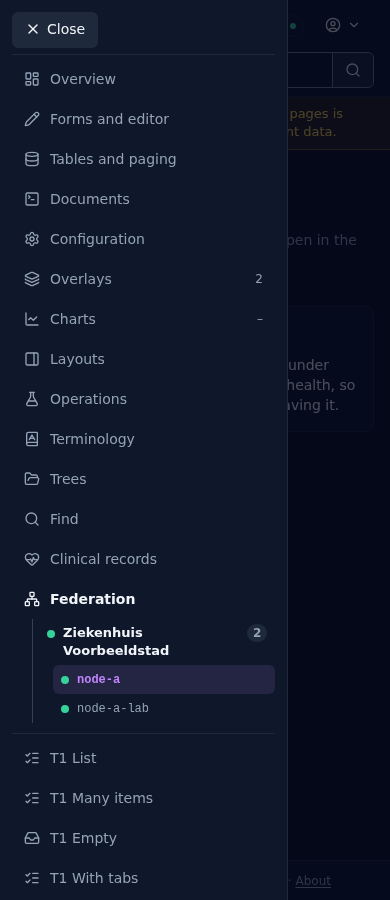 Close
Overview
Forms and editor
Tables and paging
Documents
Configuration
Overlays 2
Charts –
Layouts
Operations
Terminology
Trees
Find
Clinical records
Federation
Ziekenhuis 2
Voorbeeldstad
node-a
node-a-lab
T1 List
T1 Many items
T1 Empty
T1 With tabs
pages is
nt data.
pen in the
under
health, so
aving it.
· About